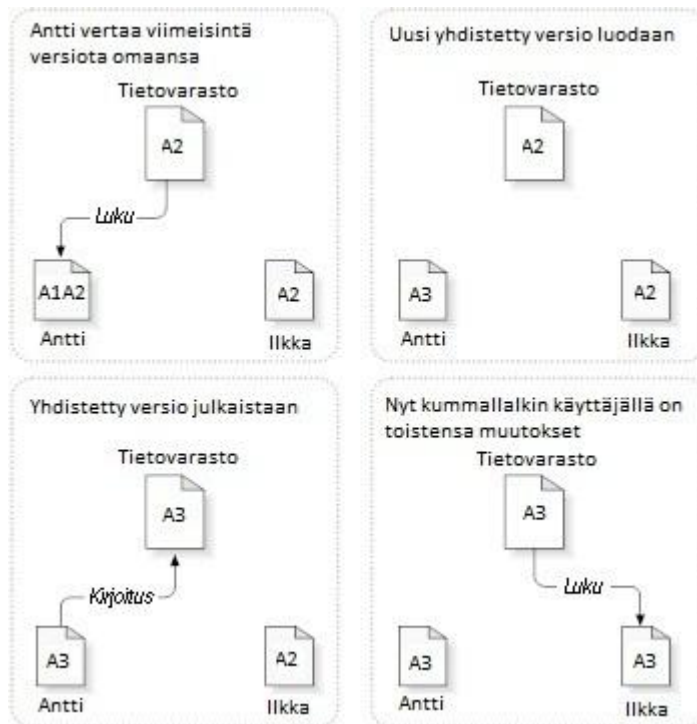 Antti vertaa viimeisintä
versiota omaansa
Tietovarasto
A2
Luku
A1A2
A2
Antti
Ilkka
Uusi yhdistetty versio luodaan
Tietovarasto
A2
A3
A2
Antti
Ilkka
Yhdistetty versio julkaistaan
Tietovarasto
A3
Kirjoitus
A3
A2
Antti
Ilkka
Nyt kummallalkin käyttäjällä on
toistensa muutokset
Tietovarasto
A3
Luku
A3
A3
Antti
Ilkka